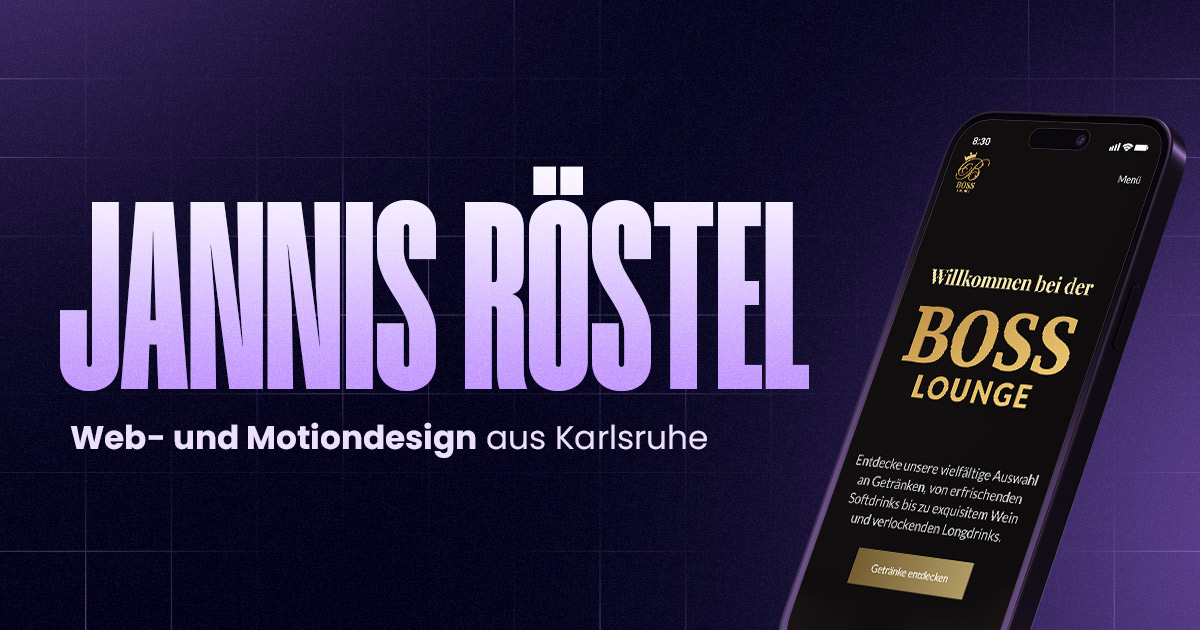 JANNIS RÖSTEL
Web- und Motiondesign aus Karlsruhe
8:30
B
BOSS
Menü
Willkommen bei der
BOSS
LOUNGE
Entdecke unsere vielfältige Auswahl
an Getränken, von erfrischenden
Softdrinks bis zu exquisitem Wein
und verlockenden Longdrinks.
Getränke entdecken